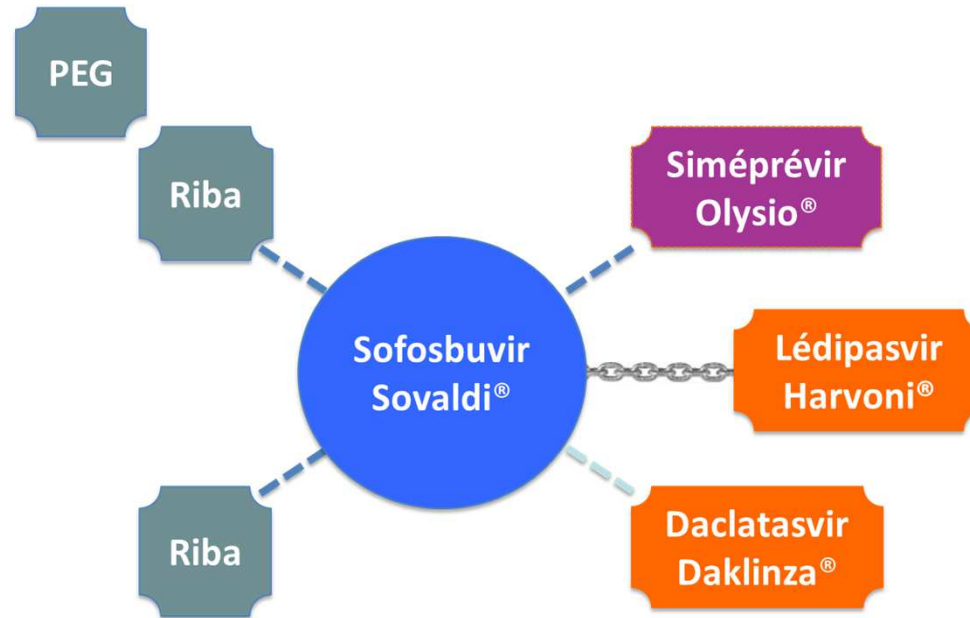 PEG
Riba
Siméprévir
Olysio®
Sofosbuvir
Sovaldi®
Lédipasvir
Harvoni®
Riba
Daclatasvir
Daklinza®